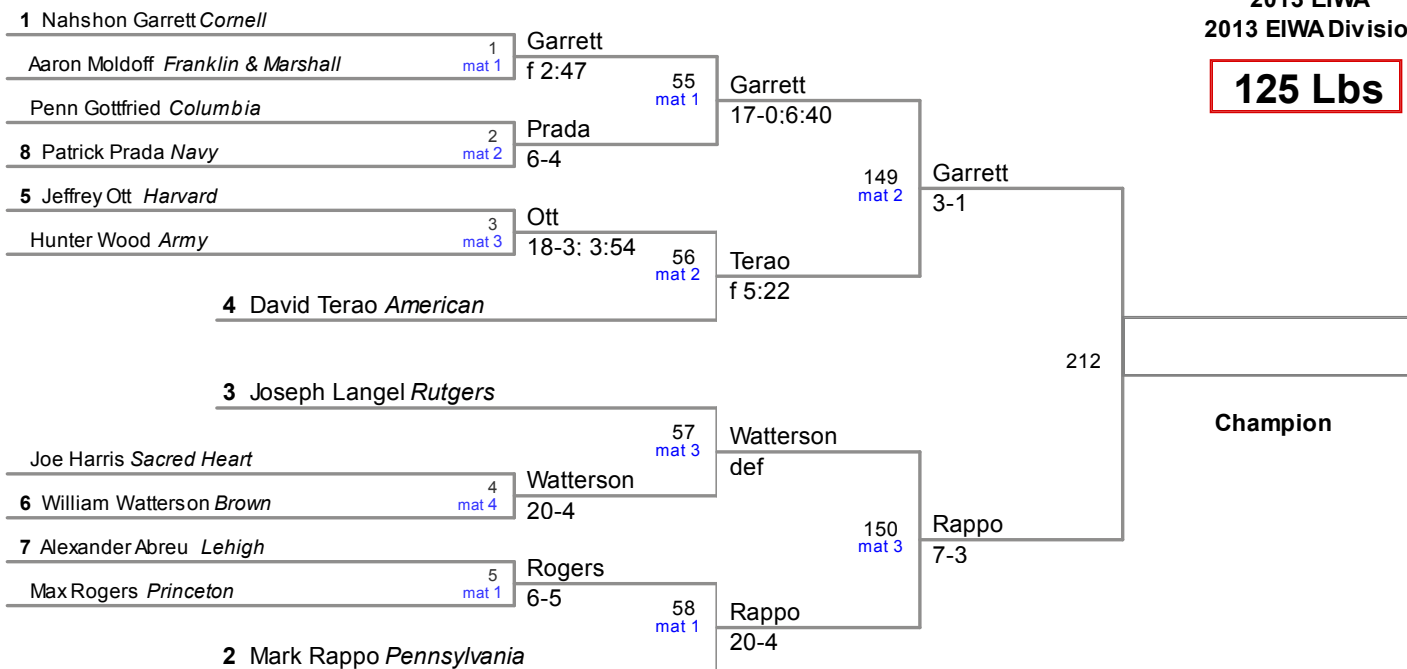 2013 EIWA
2013 EIWA Divisio
125 Lbs
1 Nahshon Garrett Cornell
Aaron Moldoff Franklin & Marshall
1
mat 1
Garrett
f 2:47
Penn Gottfried Columbia
8 Patrick Prada Navy
2
mat 2
Prada
6-4
55
mat 1
Garrett
17-0;6:40
5 Jeffrey Ott Harvard
Hunter Wood Army
3
mat 3
Ott
18-3; 3:54
4 David Terao American
56
mat 2
Terao
f 5:22
149
mat 2
Garrett
3-1
3 Joseph Langel Rutgers
Joe Harris Sacred Heart
6 William Watterson Brown
4
mat 4
Watterson
20-4
57
mat 3
Watterson
def
7 Alexander Abreu Lehigh
Max Rogers Princeton
5
mat 1
Rogers
6-5
2 Mark Rappo Pennsylvania
58
mat 1
Rappo
20-4
150
mat 3
Rappo
7-3
212
Champion